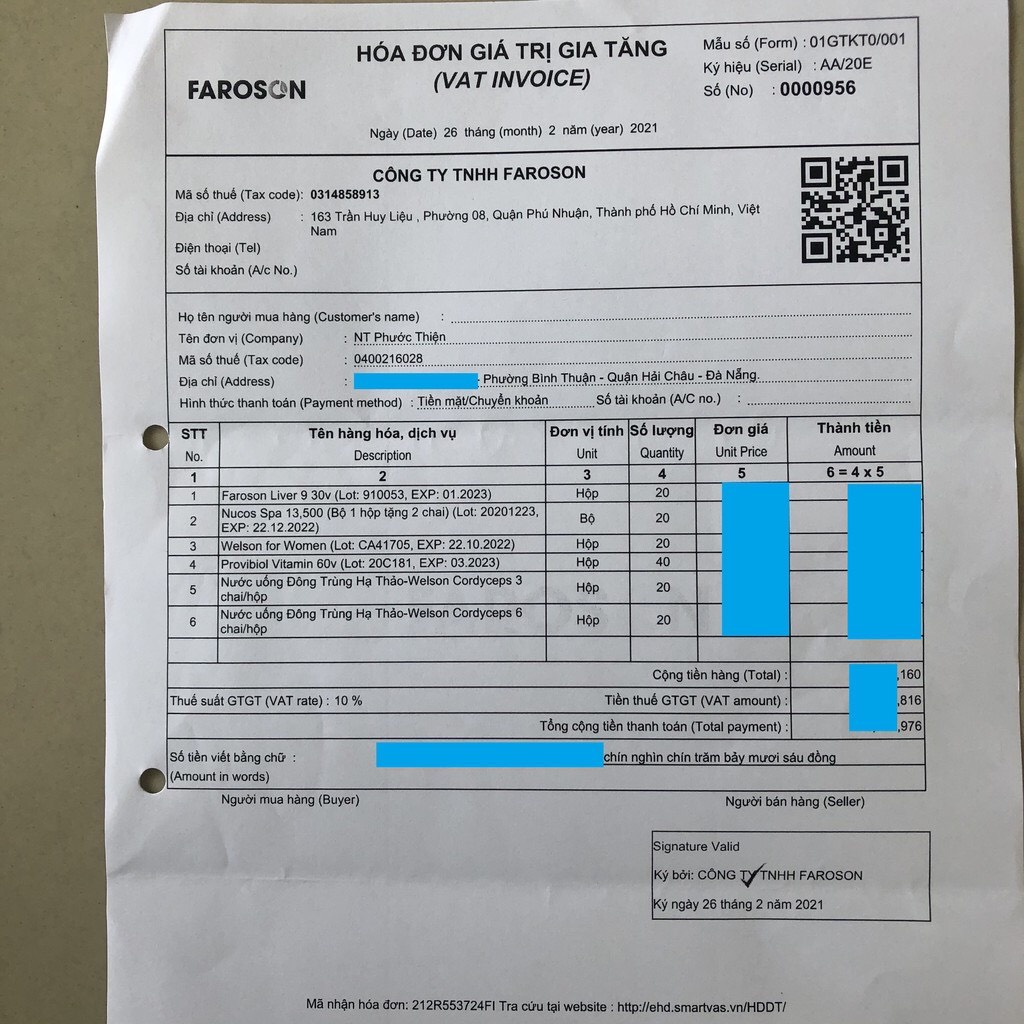 FAROSON
HÓA ĐƠN GIÁ TRỊ GIA TĂNG
(VAT INVOICE)
Ngày (Date) 26 tháng (month) 2 năm (year) 2021
Mẫu số (Form) : 01GTKT0/001
Ký hiệu (Serial) : AA/20E
Số (No) : 0000956
CÔNG TY TNHH FAROSON
Mã số thuế (Tax code): 0314858913
Địa chỉ (Address) : 163 Trần Huy Liệu , Phường 08, Quận Phú Nhuận, Thành phố Hồ Chí Minh, Việt
Nam
Điện thoại (Tel)
Số tài khoản (A/c No.)
Họ tên người mua hàng (Customer's name) :
Tên đơn vị (Company) : NT Phước Thiện
Mã số thuế (Tax code) : 0400216028
Địa chỉ (Address) : - Phường Bình Thuận - Quận Hải Châu - Đà Nẵng.
Hình thức thanh toán (Payment method) : Tiền mặt/Chuyển khoản Số tài khoản (A/C no.) :
STT Tên hàng hóa, dịch vụ Đơn vị tính Số lượng Đơn giá Thành tiền
No. Description Unit Quantity Unit Price Amount
1 2 3 4 5 6 = 4 x 5
1 Faroson Liver 9 30v (Lot: 910053, EXP: 01.2023) Hộp 20
2 Nucos Spa 13,500 (Bộ 1 hộp tặng 2 chai) (Lot: 20201223, Bộ 20
EXP: 22.12.2022)
3 Welson for Women (Lot: CA41705, EXP: 22.10.2022) Hộp 20
4 Provibiol Vitamin 60v (Lot: 20C181, EXP: 03.2023) Hộp 40
5 Nước uống Đông Trùng Hạ Thảo-Welson Cordyceps 3 Hộp 20
chai/hộp
6 Nước uống Đông Trùng Hạ Thảo-Welson Cordyceps 6 Hộp 20
chai/hộp
Cộng tiền hàng (Total) : ,160
Thuế suất GTGT (VAT rate) : 10 % Tiền thuế GTGT (VAT amount) : ,816
Tổng cộng tiền thanh toán (Total payment) : ,976
Số tiền viết bằng chữ : chín nghìn chín trăm bảy mươi sáu đồng
(Amount in words)
Người mua hàng (Buyer) Người bán hàng (Seller)
Signature Valid
Ký bởi: CÔNG TY TNHH FAROSON
Ký ngày 26 tháng 2 năm 2021
Mã nhận hóa đơn: 212R553724FI Tra cứu tại website : http://ehd.smartvas.vn/HDDT/